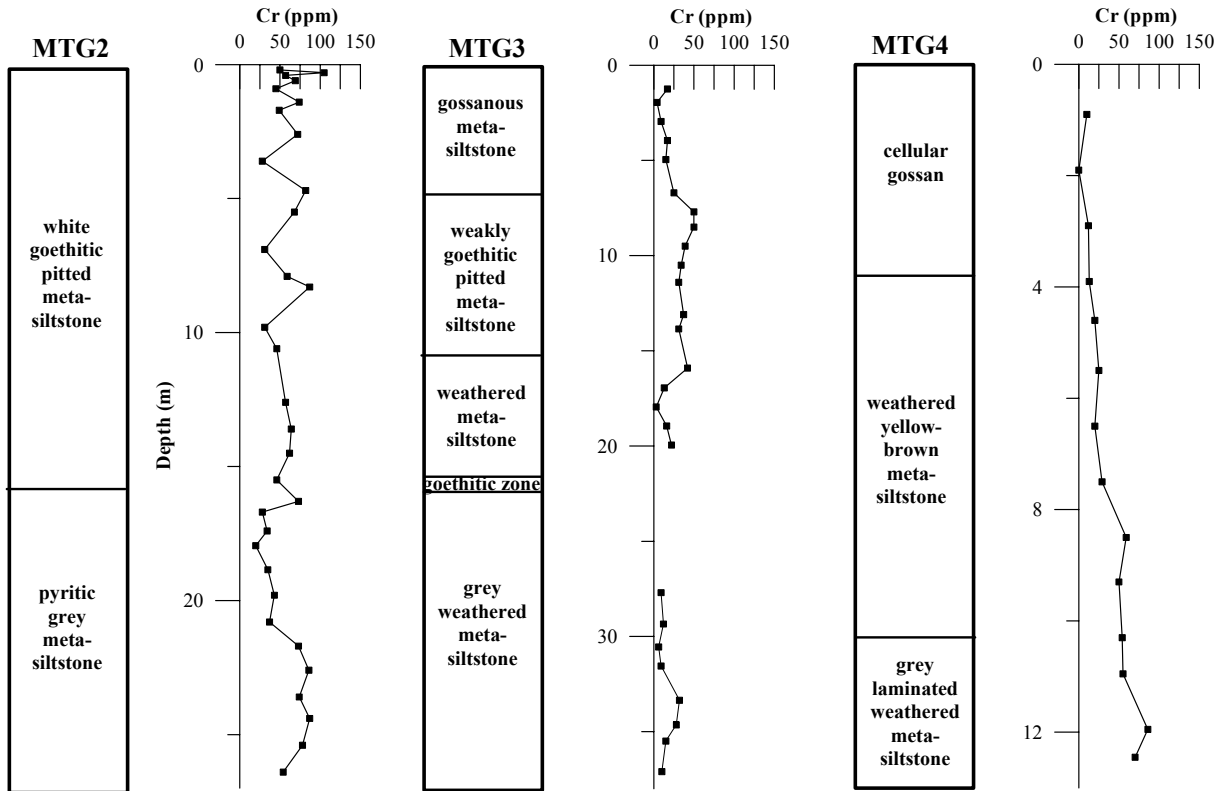 Cr (ppm)
0 50 100 150
MTG2
white
goethitic
pitted
meta-
siltstone
pyritic
grey
meta-
siltstone
0
10
20
Depth (m)
Cr (ppm)
0 50 100 150
MTG3
gossanous
meta-
siltstone
weakly
goethitic
pitted
meta-
siltstone
weathered
meta-
siltstone
goethitic zone
grey
weathered
meta-
siltstone
0
10
20
30
Cr (ppm)
0 50 100 150
MTG4
cellular
gossan
weathered
yellow-
brown
meta-
siltstone
grey
laminated
weathered
meta-
siltstone
0
4
8
12